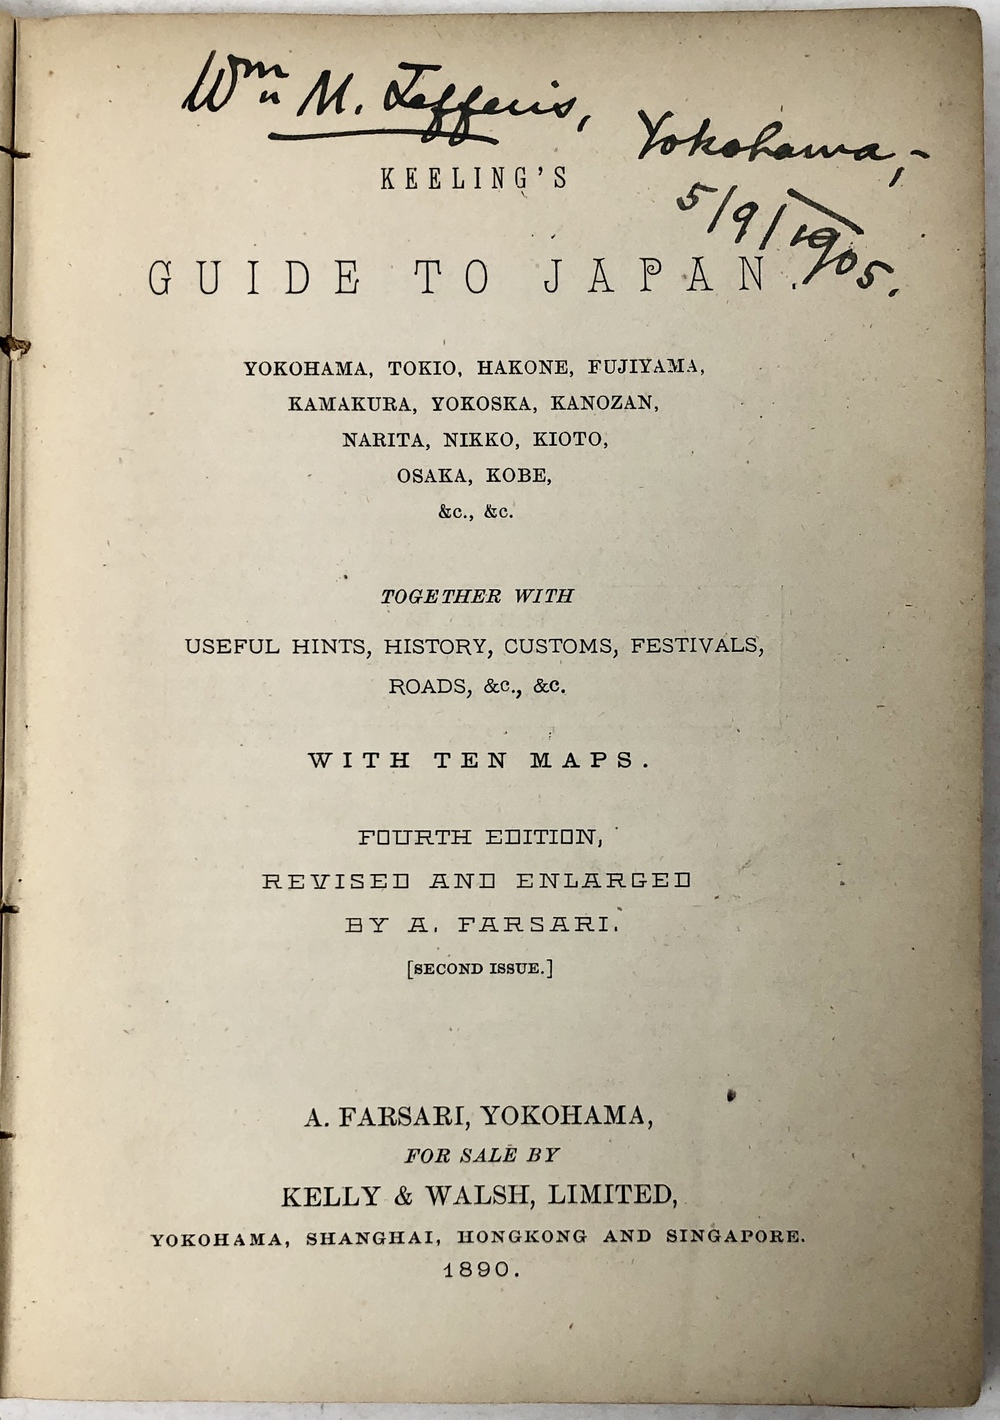 Wm M. Jefferis,
Yokohama,-
5/9/1905.
KEELING'S
GUIDE TO JAPAN.
YOKOHAMA, TOKIO, HAKONE, FUJIYAMA,
KAMAKURA, YOKOSKA, KANOZAN,
NARITA, NIKKO, KIOTO,
OSAKA, KOBE,
&c., &c.
TOGETHER WITH
USEFUL HINTS, HISTORY, CUSTOMS, FESTIVALS,
ROADS, &c., &c.
WITH TEN MAPS.
FOURTH EDITION,
REVISED AND ENLARGED
BY A. FARSARI.
[SECOND ISSUE.]
A. FARSARI, YOKOHAMA,
FOR SALE BY
KELLY & WALSH, LIMITED,
YOKOHAMA, SHANGHAI, HONGKONG AND SINGAPORE.
1890.